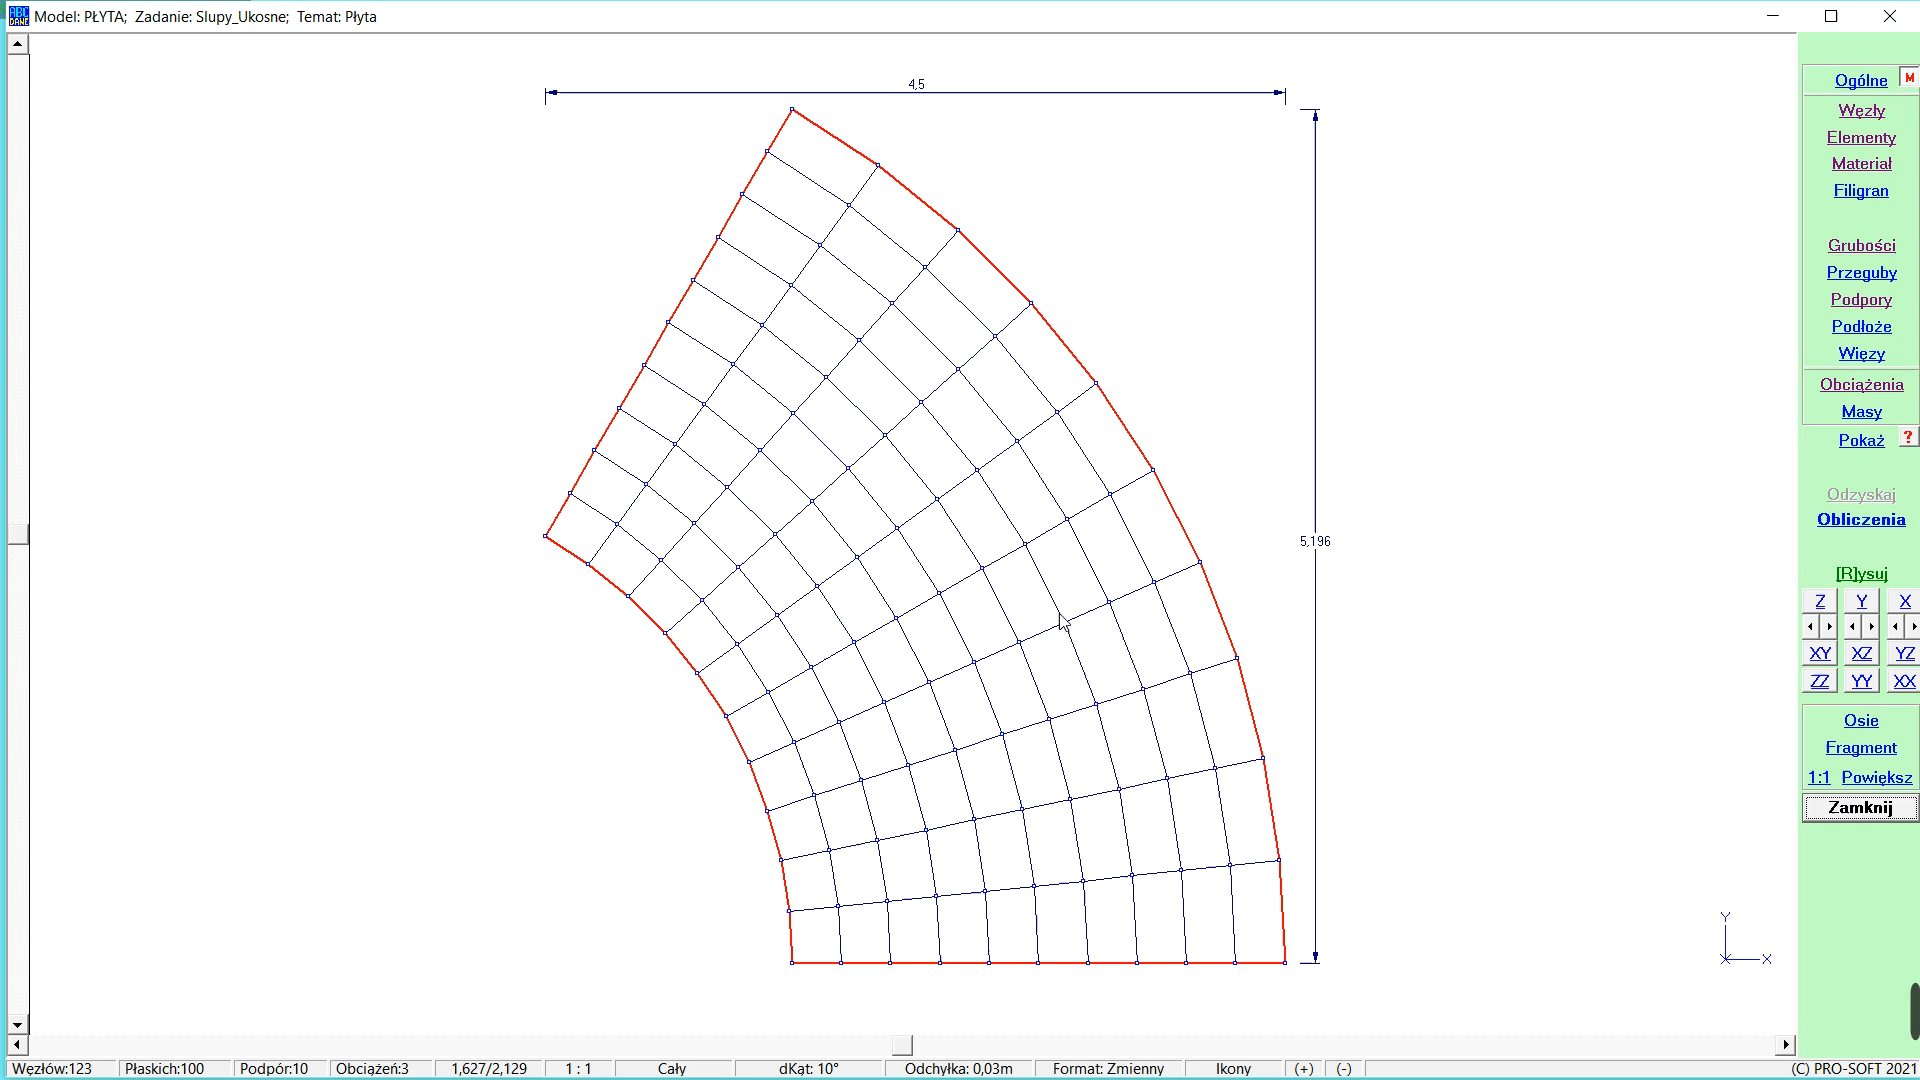 ABC
DANE
Model: PŁYTA; Zadanie: Slupy_Ukosne; Temat: Płyta
4,5
5,196
Y
X
Ogólne
M
Węzły
Elementy
Materiał
Filigran
Grubości
Przeguby
Podpory
Podłoże
Więzy
Obciążenia
Masy
Pokaż
?
Odzyskaj
Obliczenia
[R]ysuj
Z Y X
XY XZ YZ
ZZ YY XX
Osie
Fragment
1:1 Powiększ
Zamknij
Węzłów:123 Płaskich:100 Podpór:10 Obciążeń:3 1,627/2,129 1 : 1 Cały dKąt: 10° Odchyłka: 0,03m Format: Zmienny Ikony (+) (-) (C) PRO-SOFT 2021